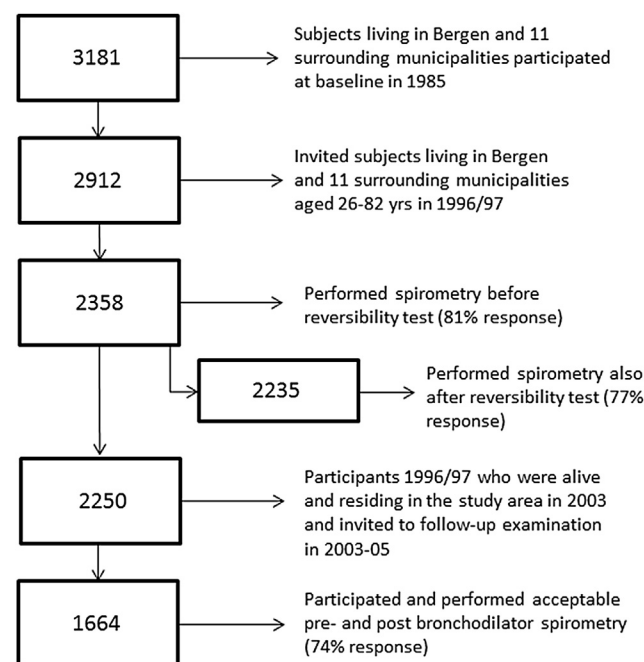 3181
Subjects living in Bergen and 11
surrounding municipalities participated
at baseline in 1985
2912
Invited subjects living in Bergen
and 11 surrounding municipalities
aged 26-82 yrs in 1996/97
2358
Performed spirometry before
reversibility test (81% response)
2235
Performed spirometry also
after reversibility test (77%
response)
2250
Participants 1996/97 who were alive
and residing in the study area in 2003
and invited to follow-up examination
in 2003-05
1664
Participated and performed acceptable
pre- and post bronchodilator spirometry
(74% response)